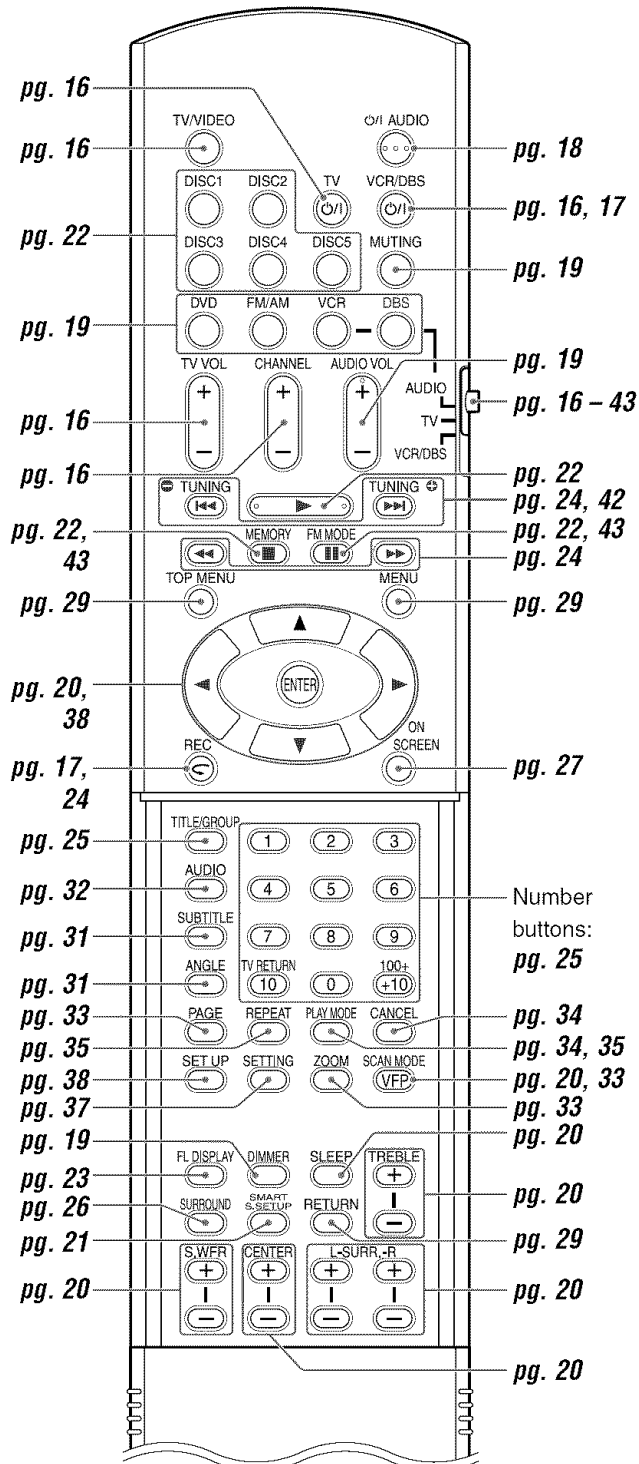 pg. 16
TV/VIDEO
⏻/I AUDIO
pg. 16
pg. 18
DISC1 DISC2 TV VCR/DBS
⏻/I ⏻/I
pg. 16, 17
pg. 22
DISC3 DISC4 DISC5 MUTING
pg. 19
DVD FM/AM VCR DBS
pg. 19
TV VOL CHANNEL AUDIO VOL
pg. 19
+ + +
AUDIO
pg. 16 – 43
pg. 16
TV
– – –
VCR/DBS
pg. 16
pg. 22
TUNING TUNING
pg. 24, 42
pg. 22,
43
MEMORY FM MODE
pg. 22, 43
pg. 24
TOP MENU MENU
pg. 29
pg. 29
ENTER
pg. 20,
38
REC
ON
SCREEN
pg. 17,
24
pg. 27
TITLE/GROUP
pg. 25
1 2 3
AUDIO
pg. 32
4 5 6
Number
buttons:
pg. 25
SUBTITLE
pg. 31
7 8 9
ANGLE TV RETURN 100+
pg. 31
10 0 +10
PAGE REPEAT PLAY MODE CANCEL
pg. 33
pg. 34
pg. 35
pg. 34, 35
SET UP SETTING ZOOM SCAN MODE
pg. 38
VFP
pg. 20, 33
pg. 37
pg. 33
pg. 19
pg. 20
FL DISPLAY DIMMER SLEEP TREBLE
pg. 23
+
–
pg. 20
pg. 26
SURROUND SMART
S.SETUP RETURN
pg. 21
pg. 29
S,WFR CENTER L-SURR,-R
+ + + +
pg. 20
pg. 20
– – – –
pg. 20